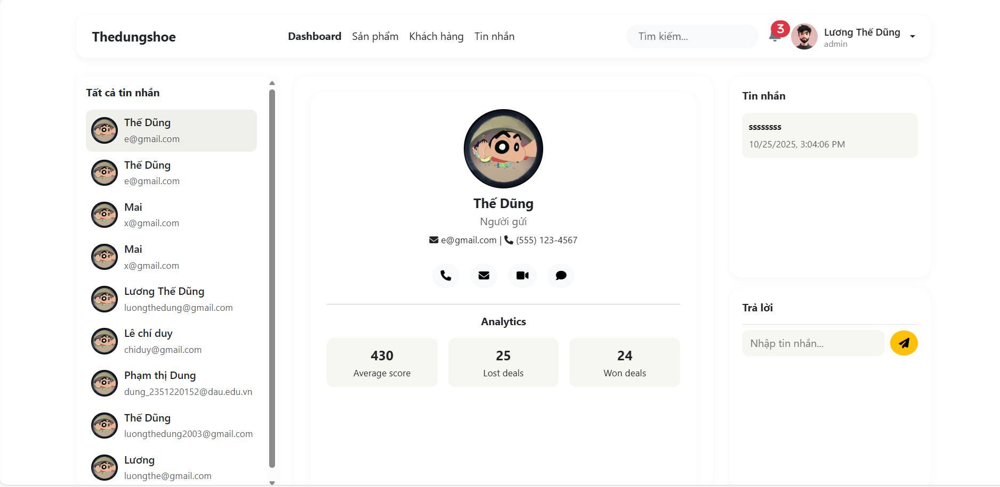 Thedungshoe
Dashboard Sản phẩm Khách hàng Tin nhắn
Tìm kiếm...
3
Lương Thế Dũng
admin
Tất cả tin nhắn
Thế Dũng
e@gmail.com
Thế Dũng
e@gmail.com
Mai
x@gmail.com
Mai
x@gmail.com
Lương Thế Dũng
luongthedung@gmail.com
Lê chí duy
chiduy@gmail.com
Phạm thị Dung
dung_2351220152@dau.edu.vn
Thế Dũng
luongthedung2003@gmail.com
Lương
luongthe@gmail.com
Thế Dũng
Người gửi
e@gmail.com | (555) 123-4567
Analytics
430
Average score
25
Lost deals
24
Won deals
Tin nhắn
ssssssss
10/25/2025, 3:04:06 PM
Trả lời
Nhập tin nhắn...